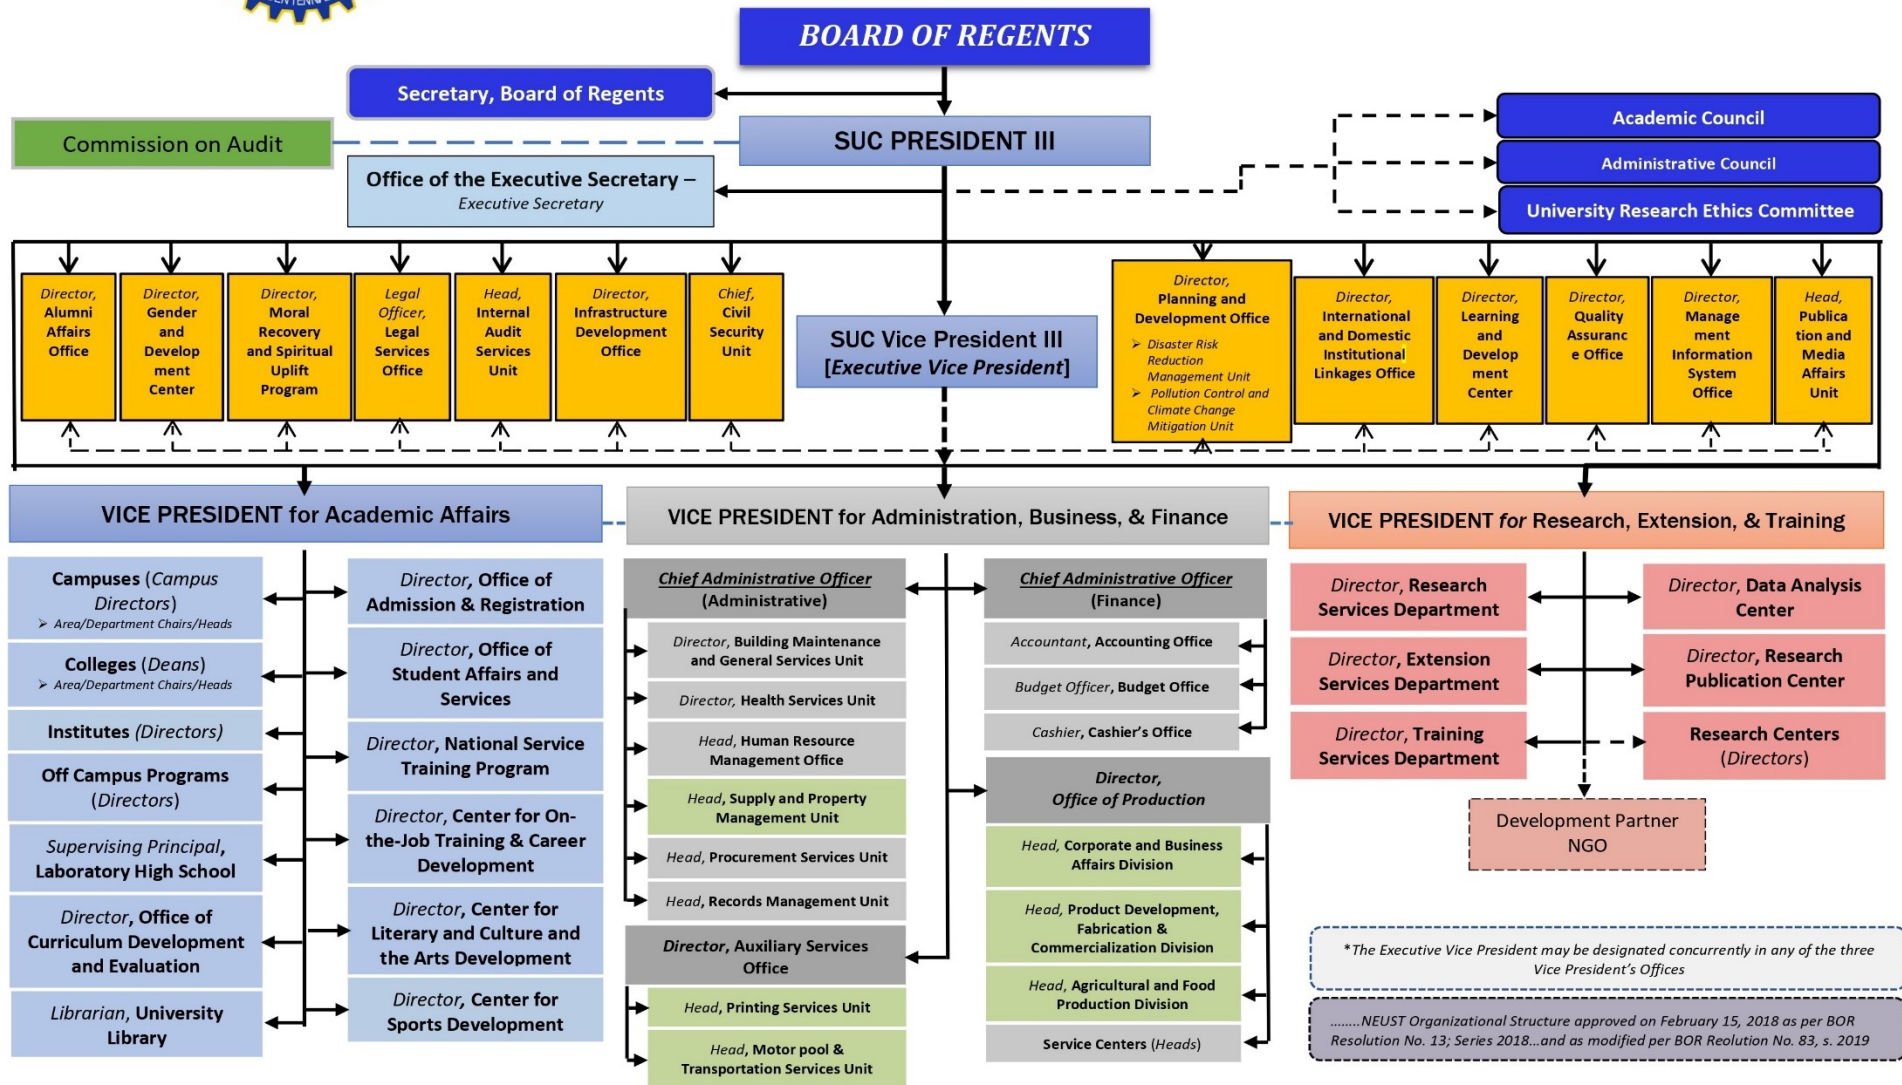 CENTENNIAL
BOARD OF REGENTS
Secretary, Board of Regents
Commission on Audit
SUC PRESIDENT III
Office of the Executive Secretary –
Executive Secretary
Academic Council
Administrative Council
University Research Ethics Committee
Director,
Alumni
Affairs
Office
Director,
Gender
and
Develop
ment
Center
Director,
Moral
Recovery
and Spiritual
Uplift
Program
Legal
Officer,
Legal
Services
Office
Head,
Internal
Audit
Services
Unit
Director,
Infrastructure
Development
Office
Chief,
Civil
Security
Unit
SUC Vice President III
[Executive Vice President]
Director,
Planning and
Development Office
➢ Disaster Risk
Reduction
Management Unit
➢ Pollution Control and
Climate Change
Mitigation Unit
Director,
International
and Domestic
Institutional
Linkages Office
Director,
Learning
and
Develop
ment
Center
Director,
Quality
Assuranc
e Office
Director,
Manage
ment
Information
System
Office
Head,
Publica
tion and
Media
Affairs
Unit
VICE PRESIDENT for Academic Affairs
Campuses (Campus
Directors)
➢ Area/Department Chairs/Heads
Colleges (Deans)
➢ Area/Department Chairs/Heads
Institutes (Directors)
Off Campus Programs
(Directors)
Supervising Principal,
Laboratory High School
Director, Office of
Curriculum Development
and Evaluation
Librarian, University
Library
Director, Office of
Admission & Registration
Director, Office of
Student Affairs and
Services
Director, National Service
Training Program
Director, Center for On-
the-Job Training & Career
Development
Director, Center for
Literary and Culture and
the Arts Development
Director, Center for
Sports Development
VICE PRESIDENT for Administration, Business, & Finance
Chief Administrative Officer
(Administrative)
Director, Building Maintenance
and General Services Unit
Director, Health Services Unit
Head, Human Resource
Management Office
Head, Supply and Property
Management Unit
Head, Procurement Services Unit
Head, Records Management Unit
Director, Auxiliary Services
Office
Head, Printing Services Unit
Head, Motor pool &
Transportation Services Unit
Chief Administrative Officer
(Finance)
Accountant, Accounting Office
Budget Officer, Budget Office
Cashier, Cashier's Office
Director,
Office of Production
Head, Corporate and Business
Affairs Division
Head, Product Development,
Fabrication &
Commercialization Division
Head, Agricultural and Food
Production Division
Service Centers (Heads)
VICE PRESIDENT for Research, Extension, & Training
Director, Research
Services Department
Director, Extension
Services Department
Director, Training
Services Department
Director, Data Analysis
Center
Director, Research
Publication Center
Research Centers
(Directors)
Development Partner
NGO
*The Executive Vice President may be designated concurrently in any of the three
Vice President's Offices
........NEUST Organizational Structure approved on February 15, 2018 as per BOR
Resolution No. 13; Series 2018...and as modified per BOR Reolution No. 83, s. 2019